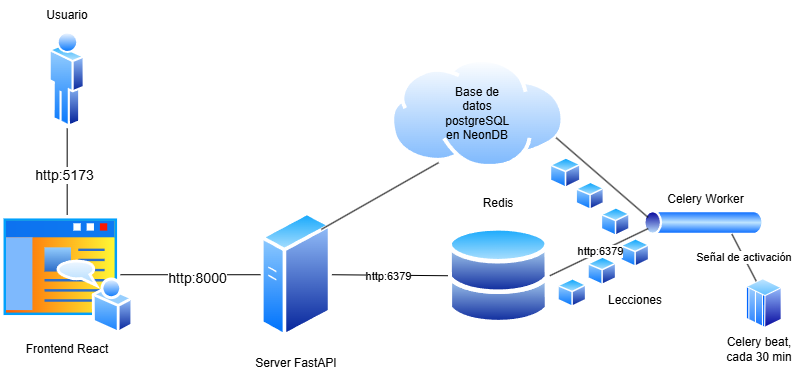 Usuario
http:5173
Frontend React
http:8000
Server FastAPI
http:6379
Base de
datos
postgreSQL
en NeonDB
Redis
http:6379
Lecciones
Celery Worker
Señal de activación
Celery beat,
cada 30 min